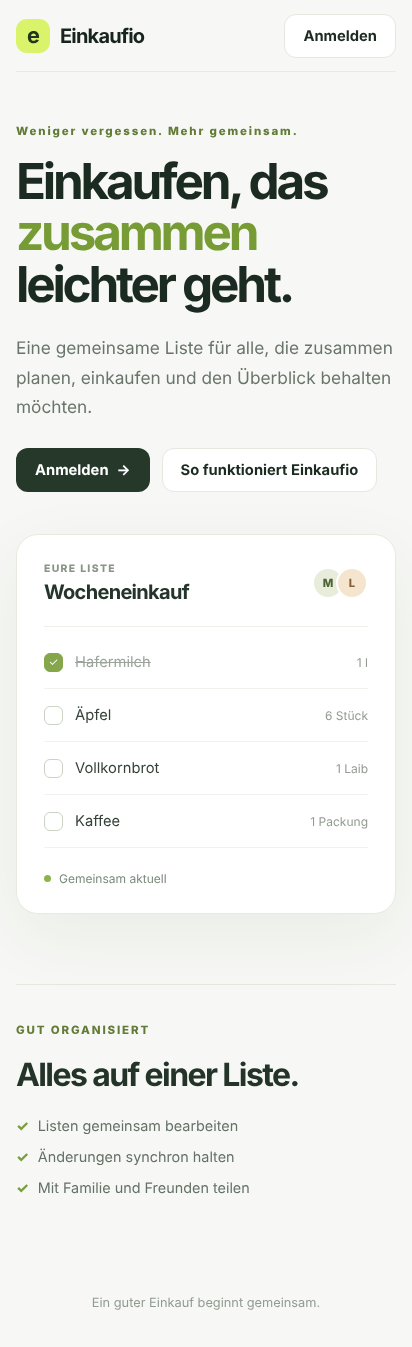 e Einkaufio
Anmelden
Weniger vergessen. Mehr gemeinsam.
Einkaufen, das
zusammen
leichter geht.
Eine gemeinsame Liste für alle, die zusammen
planen, einkaufen und den Überblick behalten
möchten.
Anmelden →
So funktioniert Einkaufio
EURE LISTE
Wocheneinkauf
M L
Hafermilch 1 l
Äpfel 6 Stück
Vollkornbrot 1 Laib
Kaffee 1 Packung
Gemeinsam aktuell
GUT ORGANISIERT
Alles auf einer Liste.
✓ Listen gemeinsam bearbeiten
✓ Änderungen synchron halten
✓ Mit Familie und Freunden teilen
Ein guter Einkauf beginnt gemeinsam.